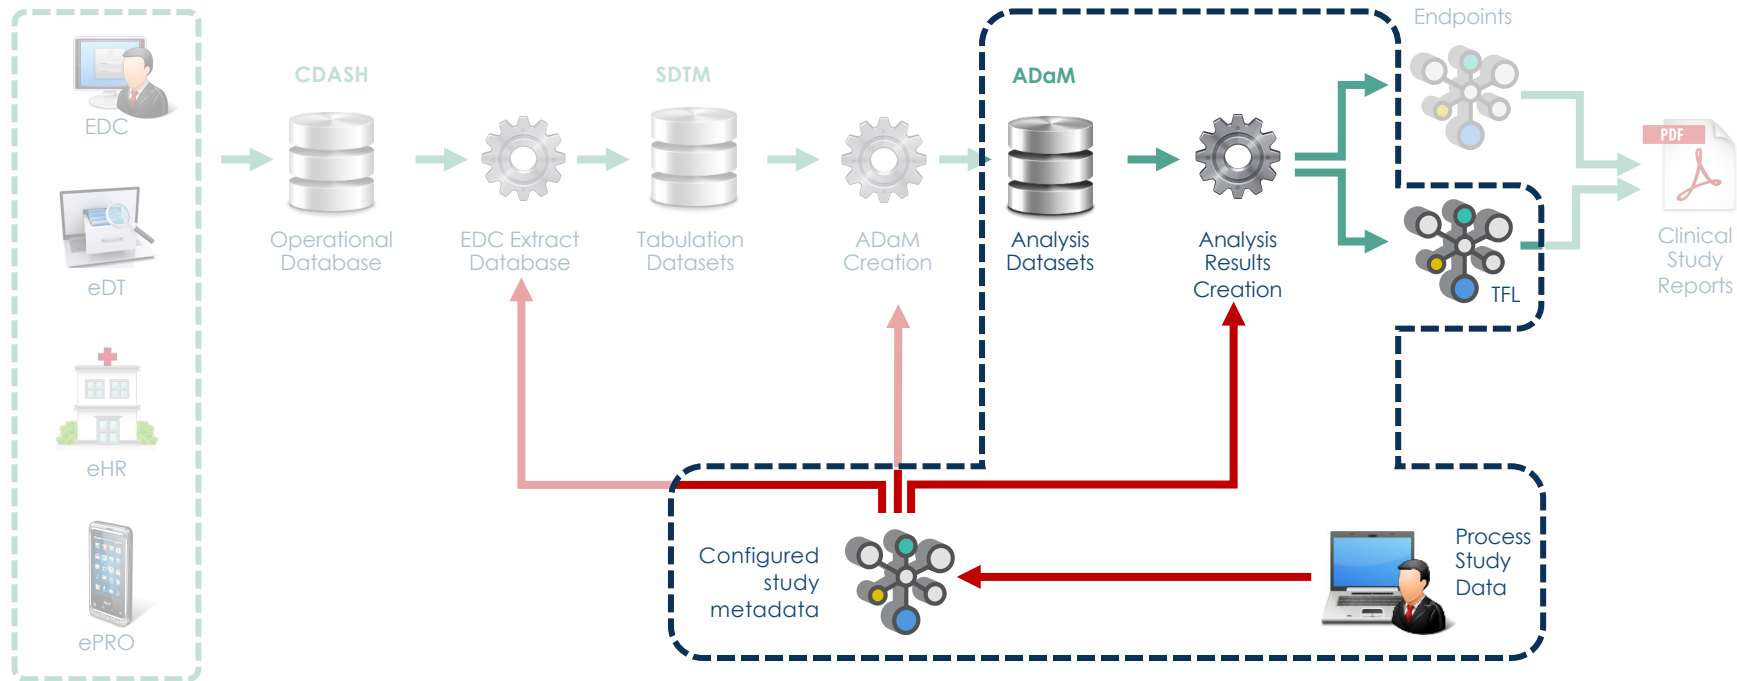 EDC
eDT
eHR
ePRO
CDASH
Operational
Database
EDC Extract
Database
SDTM
Tabulation
Datasets
ADaM
Creation
ADaM
Analysis
Datasets
Analysis
Results
Creation
Endpoints
TFL
PDF
Clinical
Study
Reports
Configured
study
metadata
Process
Study
Data